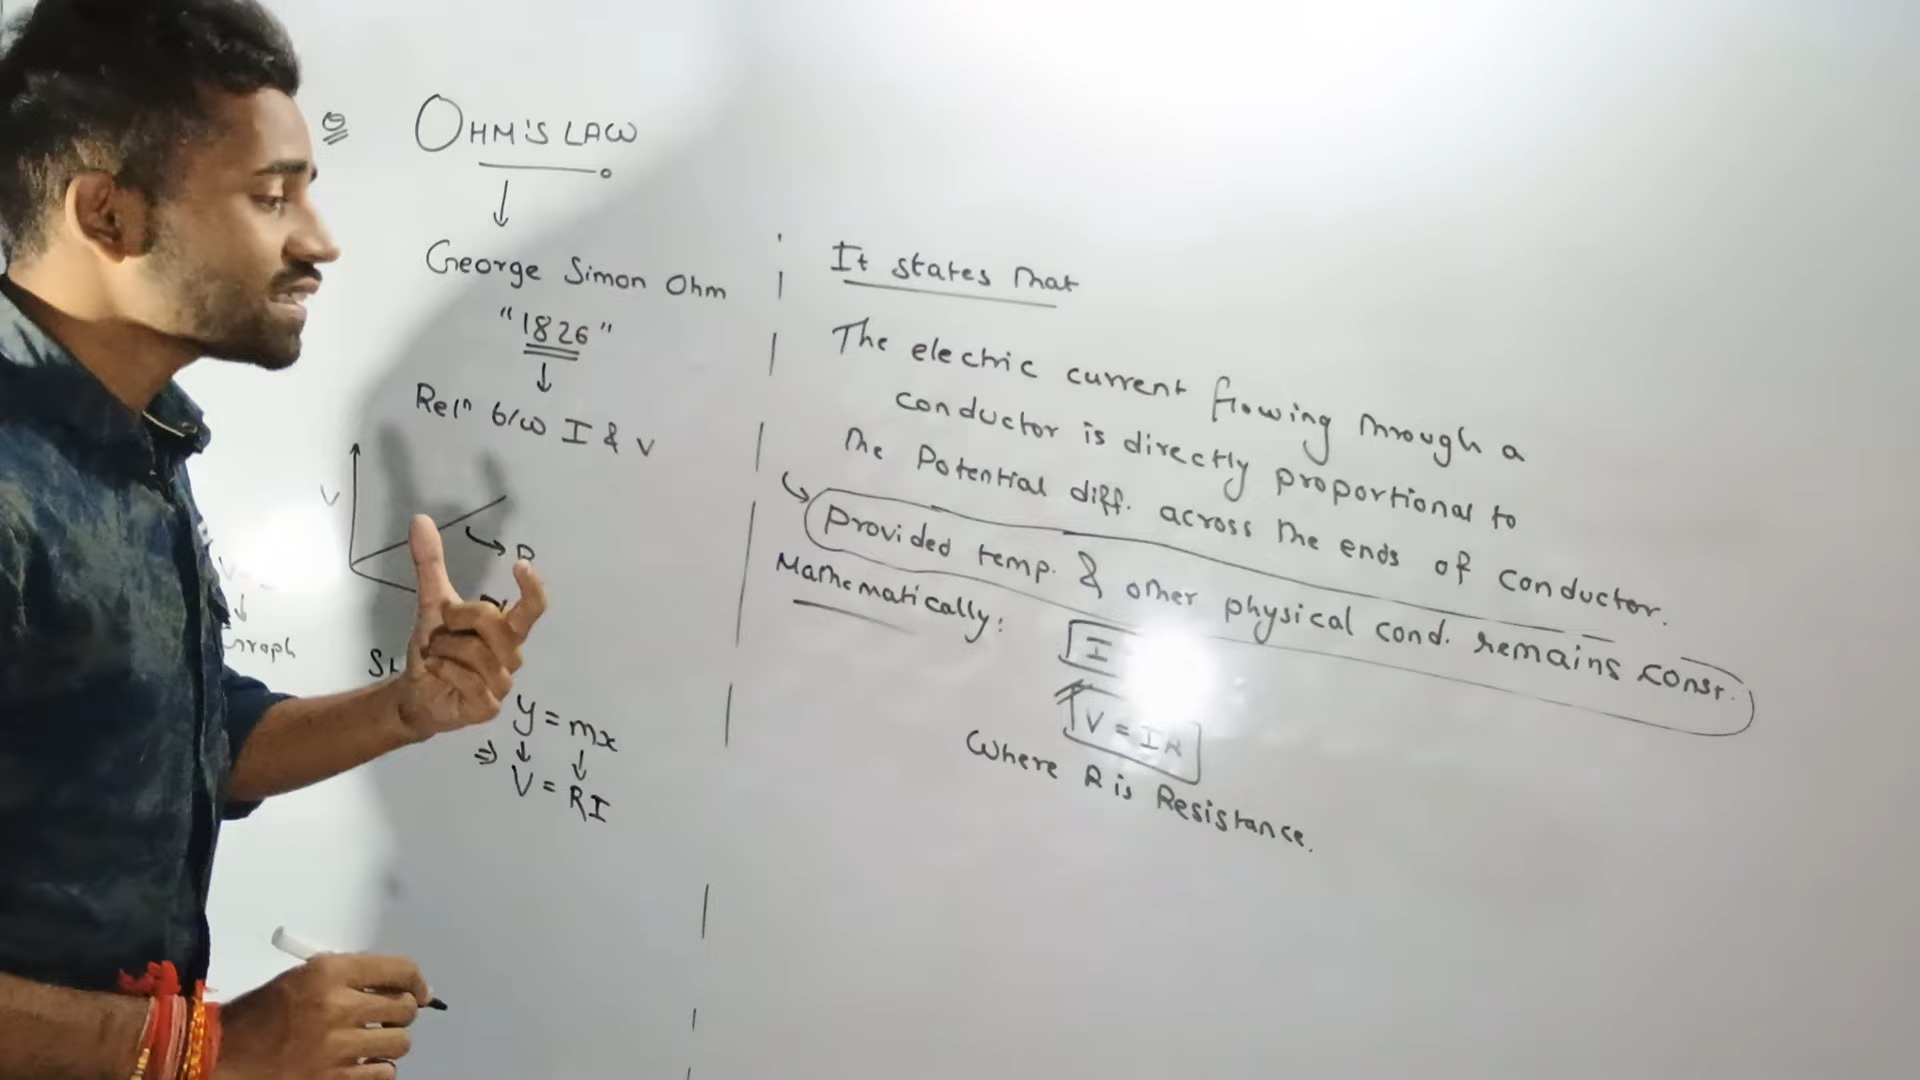 OHM'S LAW
↓
George Simon Ohm
"1826"
↓
Relⁿ b/w I & V
V
Graph
y = mx
⇒ ↓ ↓
V = RI
It states that
The electric current flowing through a
conductor is directly proportional to
the Potential diff. across the ends of conductor.
Provided temp. & other physical cond. remains const.
Mathematically:
I
V = IR
Where R is Resistance.